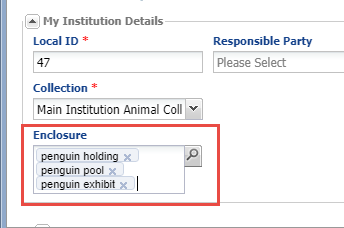 My Institution Details
Local ID * Responsible Party
47 Please Select
Collection *
Main Institution Animal Coll
Enclosure
penguin holding
penguin pool
penguin exhibit